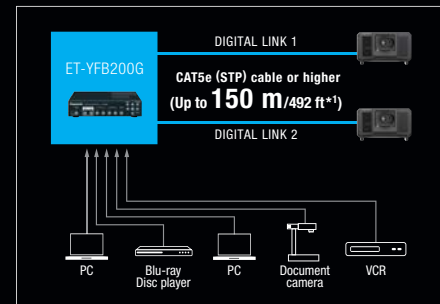 DIGITAL LINK 1
ET-YFB200G
CAT5e (STP) cable or higher
(Up to 150 m/492 ft*1)
DIGITAL LINK 2
PC
Blu-ray
Disc player
PC
Document
camera
VCR